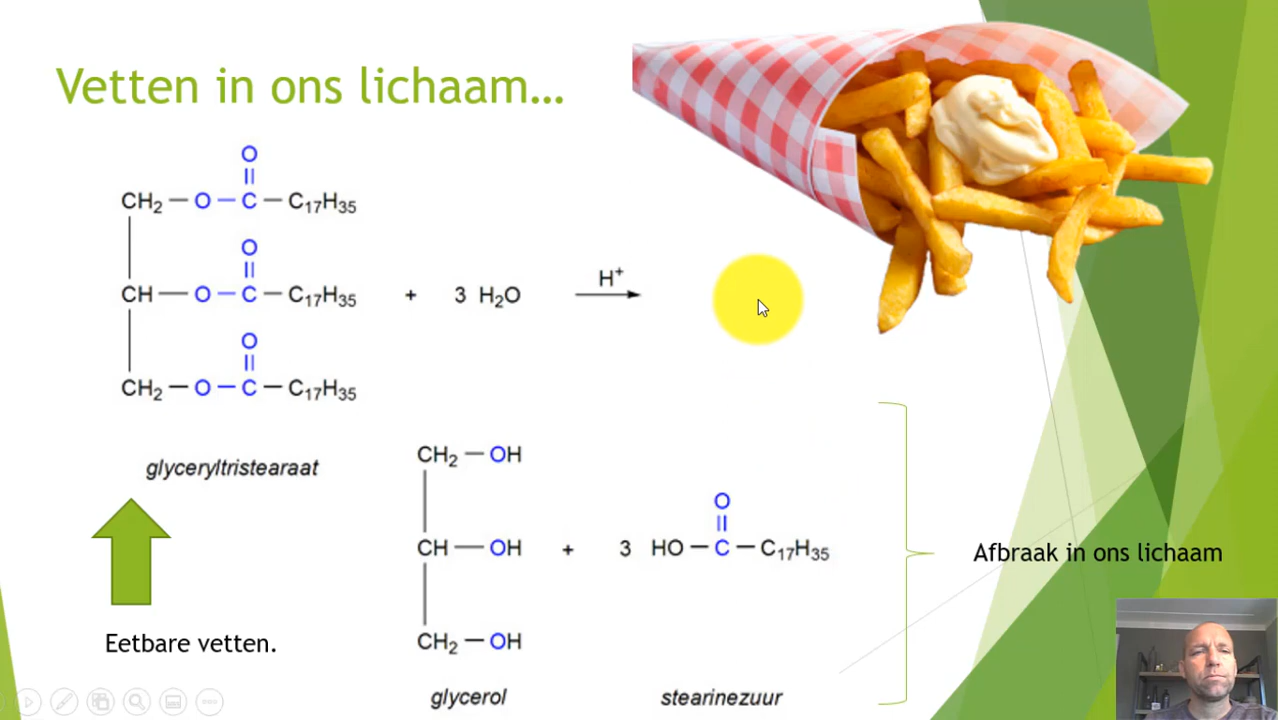 Vetten in ons lichaam...
O
||
CH₂ — O — C — C₁₇H₃₅
O
||
CH — O — C — C₁₇H₃₅ + 3 H₂O H⁺ →
O
||
CH₂ — O — C — C₁₇H₃₅
glyceryltristearaat
Eetbare vetten.
CH₂ — OH
O
||
CH — OH + 3 HO — C — C₁₇H₃₅
CH₂ — OH
glycerol stearinezuur
Afbraak in ons lichaam